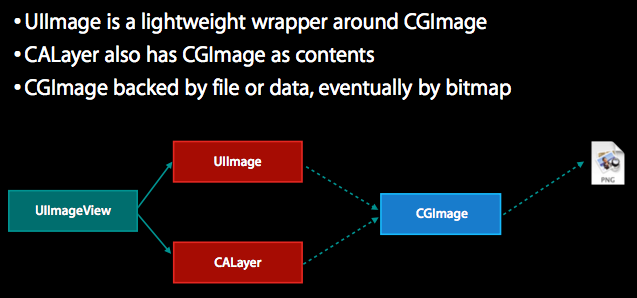 • UIImage is a lightweight wrapper around CGImage
• CALayer also has CGImage as contents
• CGImage backed by file or data, eventually by bitmap
UIImage
UIImageView
CGImage
CALayer
PNG